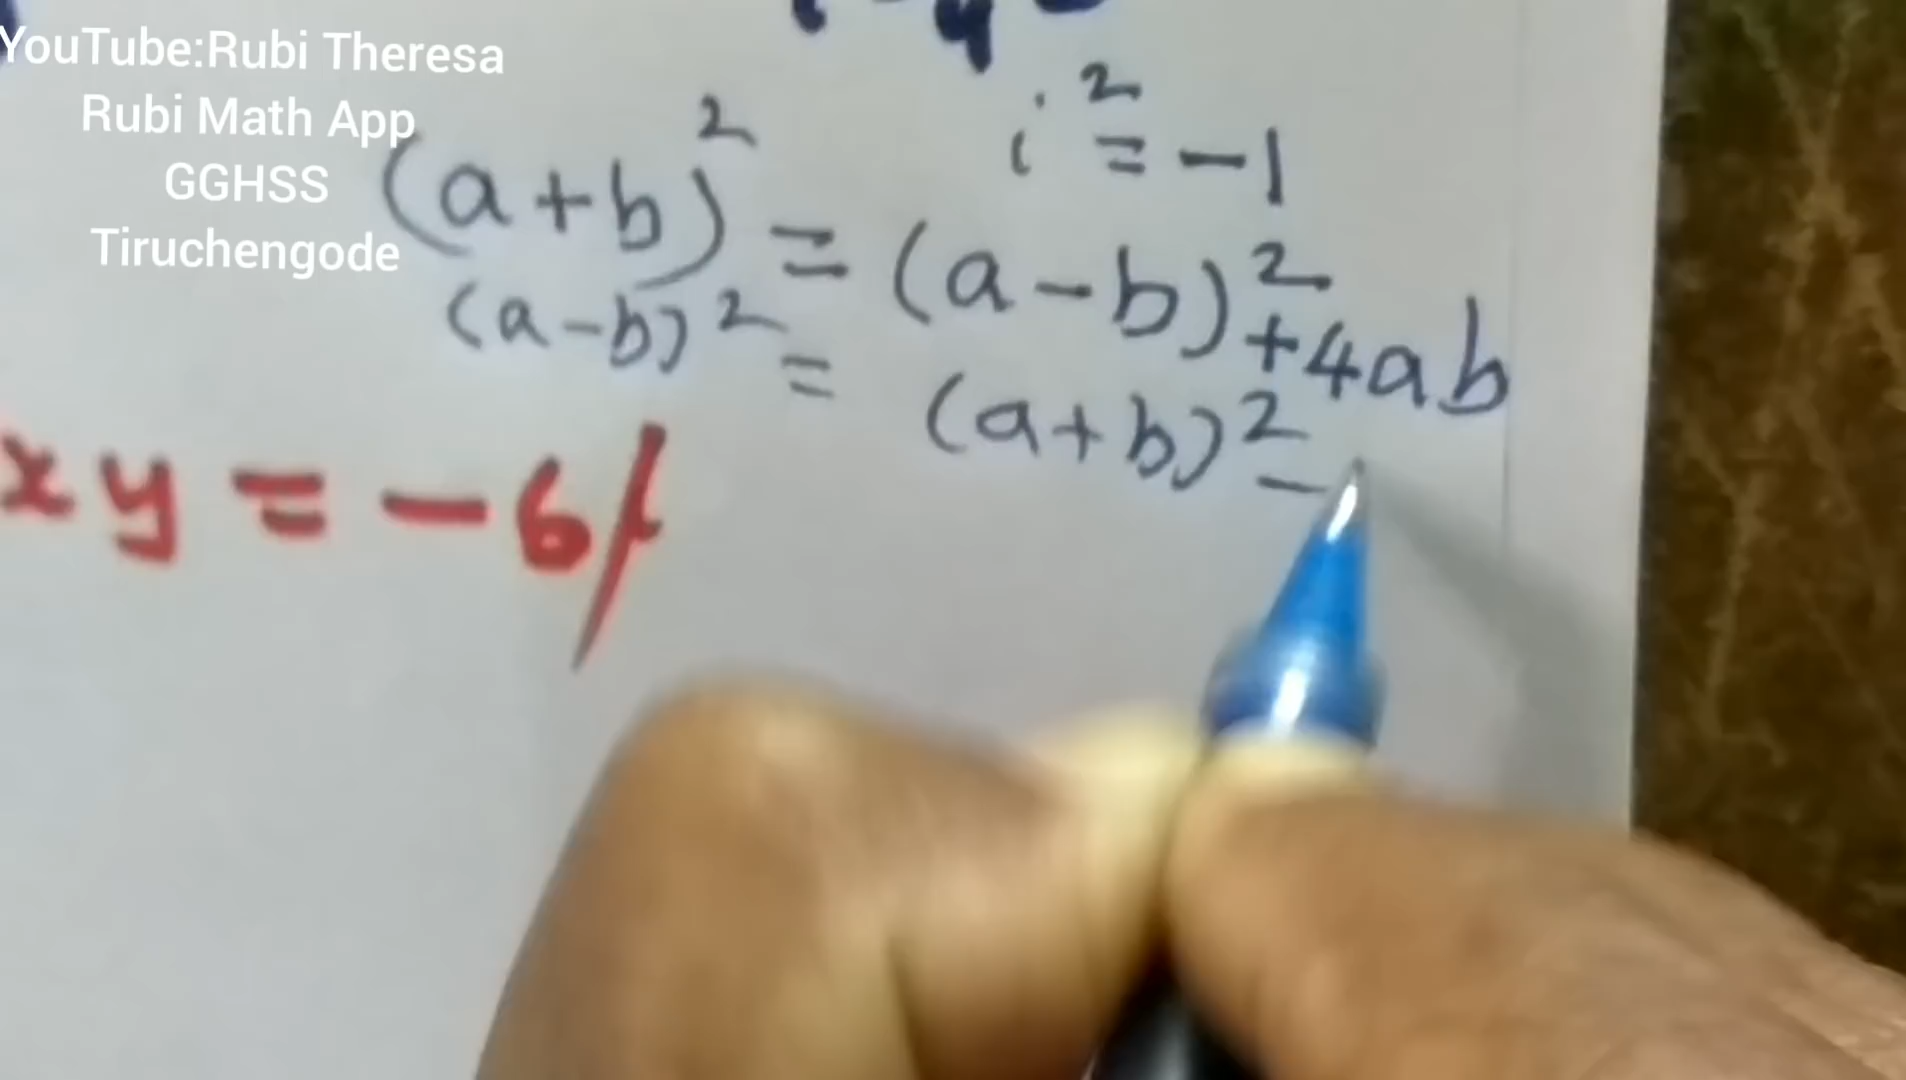 YouTube:Rubi Theresa
Rubi Math App
GGHSS
Tiruchengode
i² = -1
(a+b)² = (a-b)² +4ab
(a-b)² = (a+b)² -
xy = -6